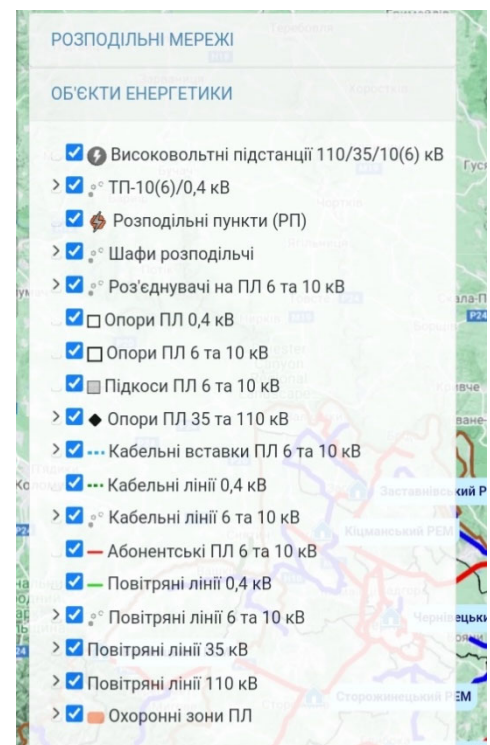 РОЗПОДІЛЬНІ МЕРЕЖІ
ОБ'ЄКТИ ЕНЕРГЕТИКИ
Високовольтні підстанції 110/35/10(6) кВ
ТП-10(6)/0,4 кВ
Розподільні пункти (РП)
Шафи розподільчі
Роз'єднувачі на ПЛ 6 та 10 кВ
Опори ПЛ 0,4 кВ
Опори ПЛ 6 та 10 кВ
Підкоси ПЛ 6 та 10 кВ
Опори ПЛ 35 та 110 кВ
Кабельні вставки ПЛ 6 та 10 кВ
Кабельні лінії 0,4 кВ
Заставнівський Р
Кабельні лінії 6 та 10 кВ
Кіцманський РЕМ
Абонентські ПЛ 6 та 10 кВ
Повітряні лінії 0,4 кВ
Повітряні лінії 6 та 10 кВ
Повітряні лінії 35 кВ
Повітряні лінії 110 кВ
Сторожинецький РЕМ
Охоронні зони ПЛ